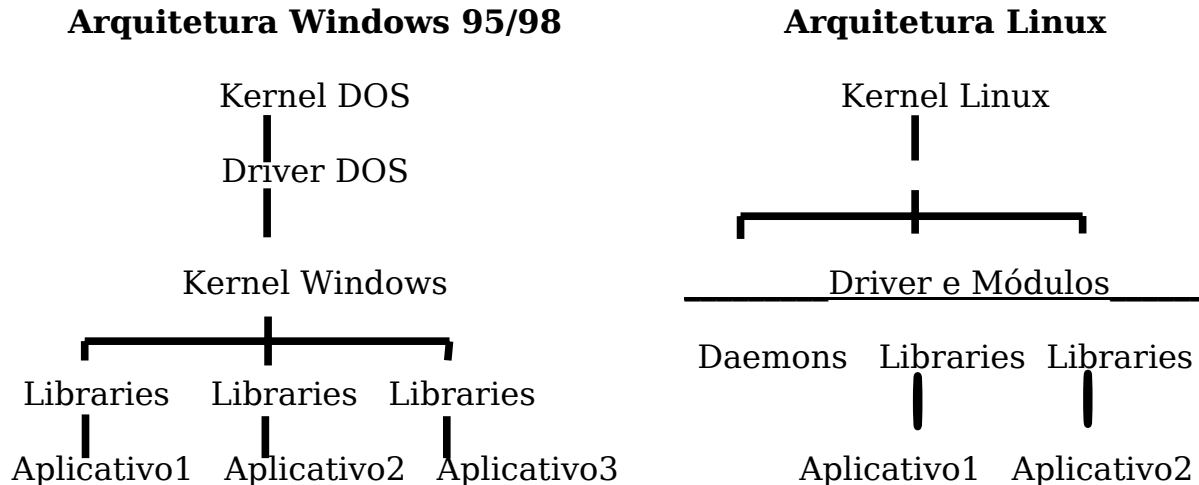 Arquitetura Windows 95/98
Kernel DOS
Driver DOS
Kernel Windows
Libraries Libraries Libraries
Aplicativo1 Aplicativo2 Aplicativo3
Arquitetura Linux
Kernel Linux
Driver e Módulos
Daemons Libraries Libraries
Aplicativo1 Aplicativo2